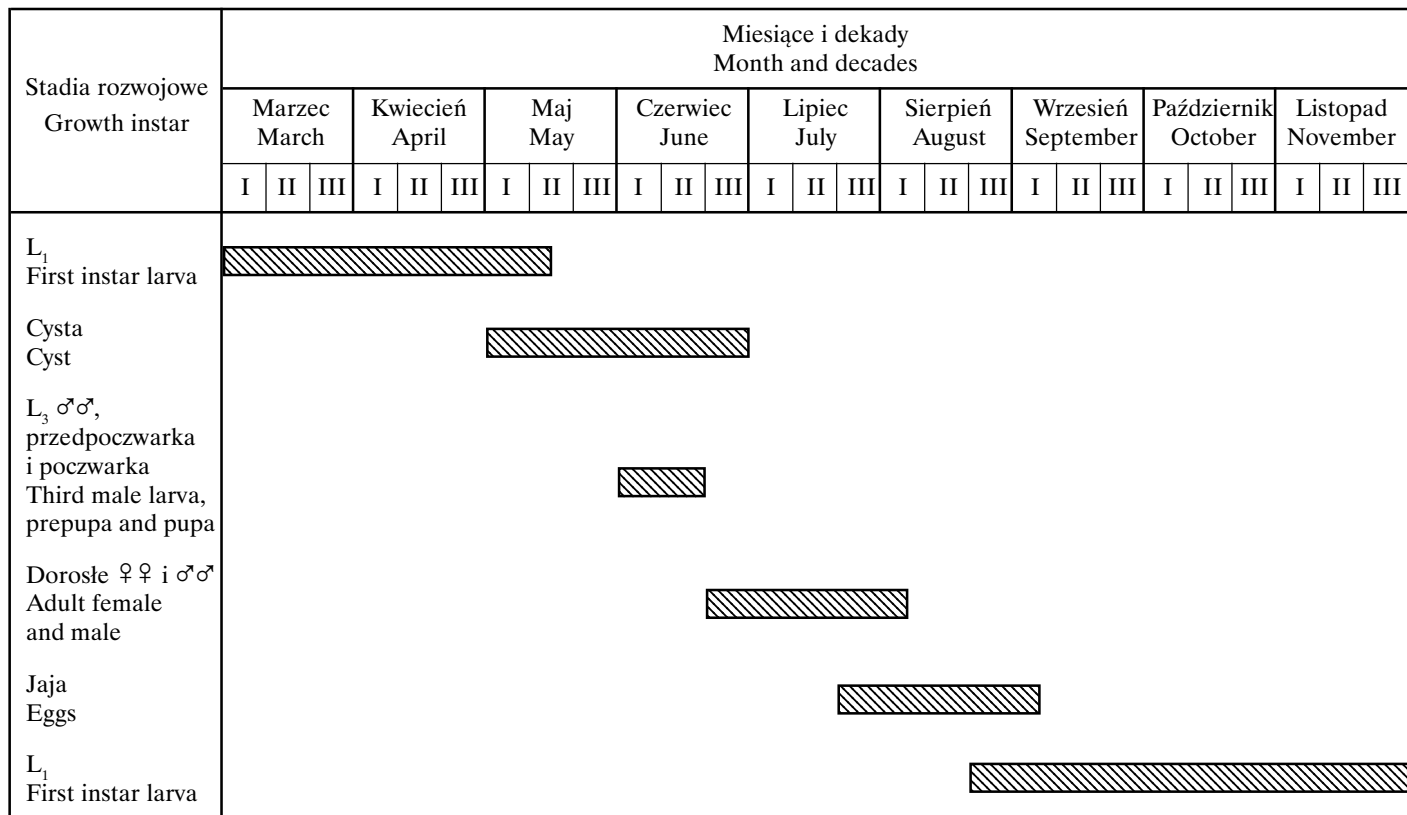 Stadia rozwojowe
Growth instar
Miesiące i dekady
Month and decades
Marzec
March
Kwiecień
April
Maj
May
Czerwiec
June
Lipiec
July
Sierpień
August
Wrzesień
September
Październik
October
Listopad
November
I II III I II III I II III I II III I II III I II III I II III I II III I II III
L₁
First instar larva
Cysta
Cyst
L₃ ♂♂,
przedpoczwarka
i poczwarka
Third male larva,
prepupa and pupa
Dorosłe ♀♀ i ♂♂
Adult female
and male
Jaja
Eggs
L₁
First instar larva